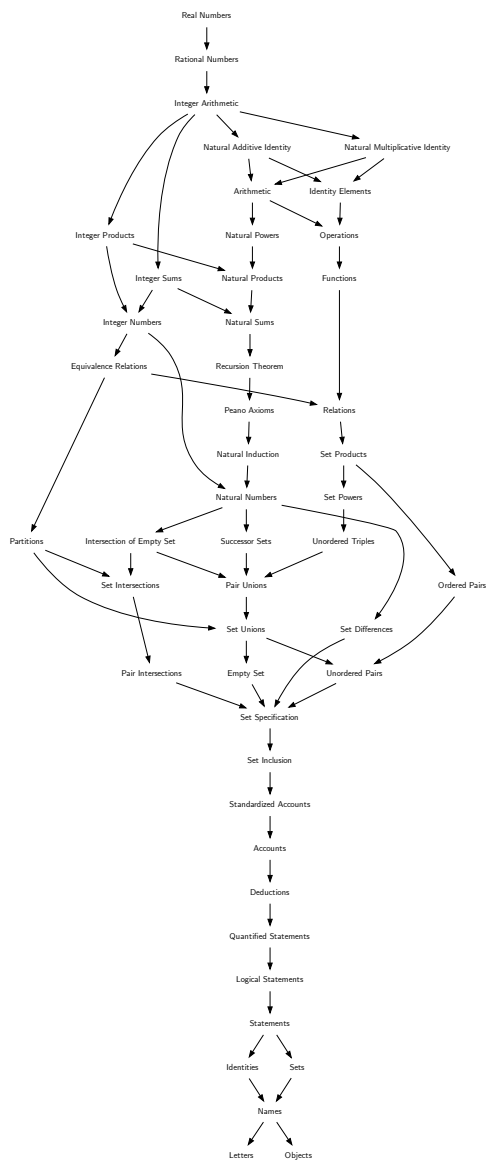 Real Numbers
Rational Numbers
Integer Arithmetic
Natural Additive Identity
Natural Multiplicative Identity
Arithmetic
Identity Elements
Integer Products
Natural Powers
Operations
Integer Sums
Natural Products
Functions
Integer Numbers
Natural Sums
Equivalence Relations
Recursion Theorem
Peano Axioms
Relations
Natural Induction
Set Products
Natural Numbers
Set Powers
Partitions
Intersection of Empty Set
Successor Sets
Unordered Triples
Set Intersections
Pair Unions
Ordered Pairs
Set Unions
Set Differences
Pair Intersections
Empty Set
Unordered Pairs
Set Specification
Set Inclusion
Standardized Accounts
Accounts
Deductions
Quantified Statements
Logical Statements
Statements
Identities
Sets
Names
Letters
Objects